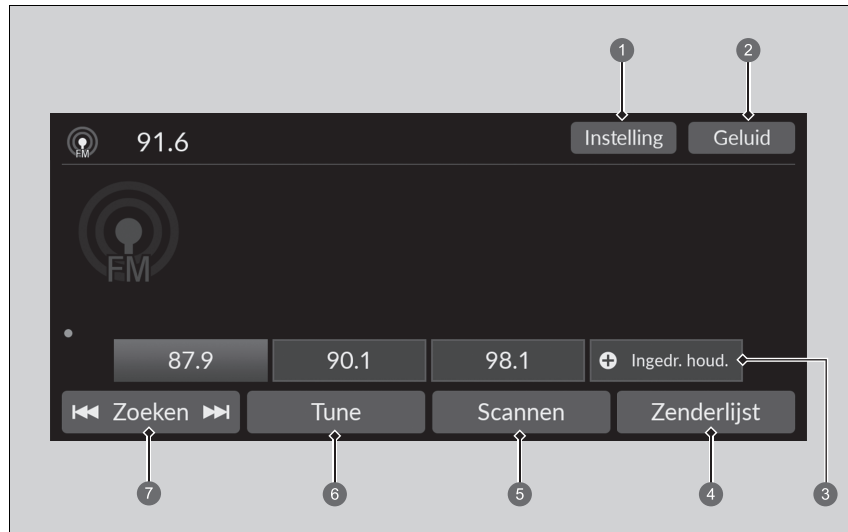 1 2
FM 91.6 Instelling Geluid
FM
87.9 90.1 98.1 Ingedr. houd.
Zoeken Tune Scannen Zenderlijst
7 6 5 4 3